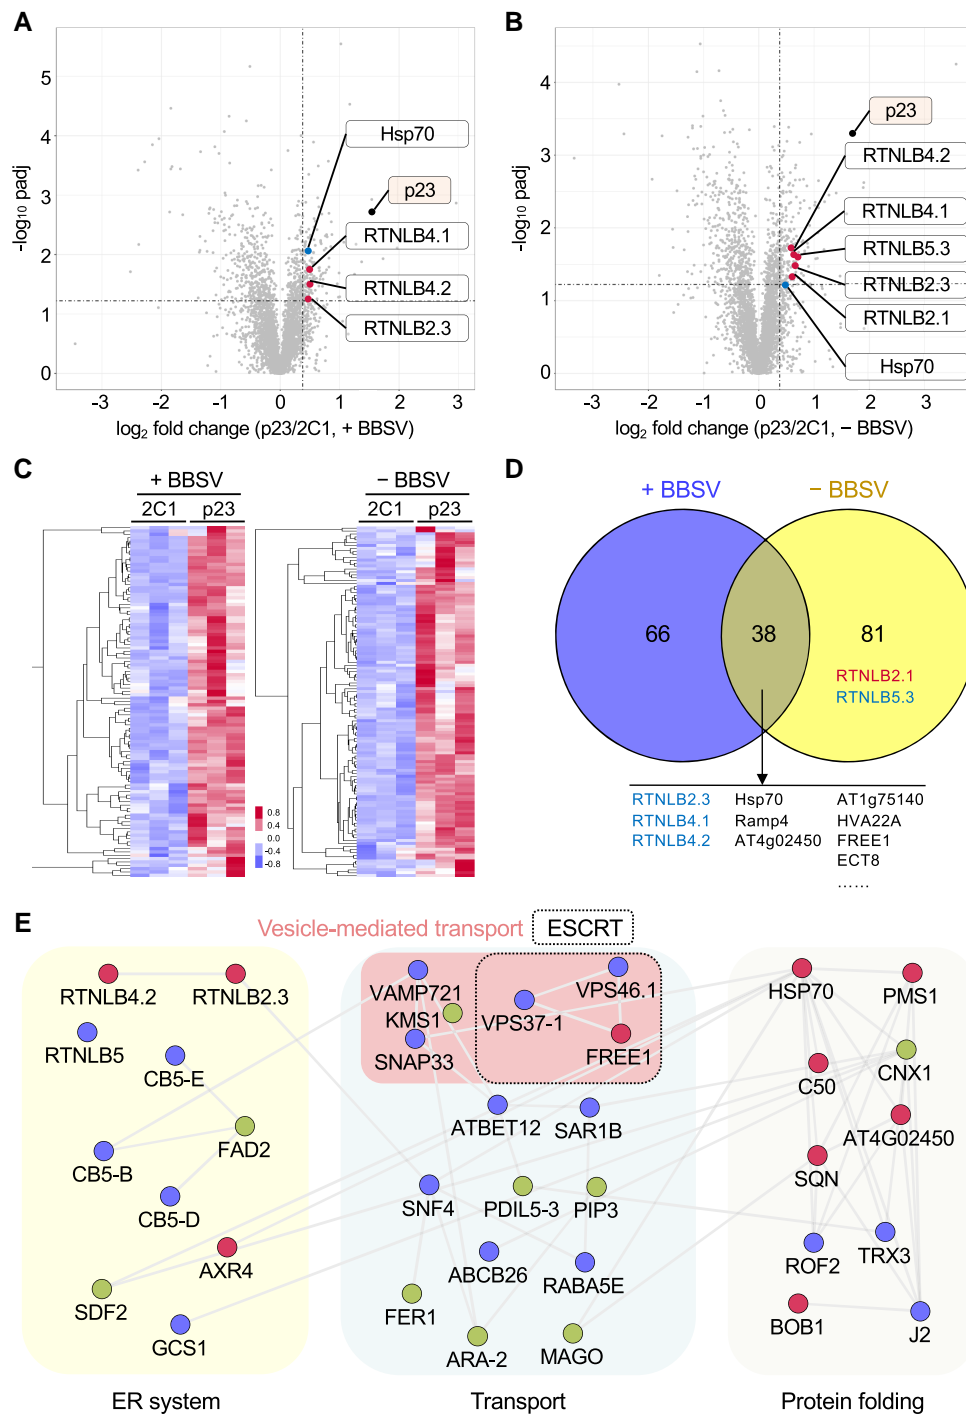 A
5
4
3
2
1
0
-log10 padj
Hsp70
p23
RTNLB4.1
RTNLB4.2
RTNLB2.3
-3
-2
-1
0
1
2
3
log2 fold change (p23/2C1, + BBSV)
B
4
3
2
1
0
-log10 padj
p23
RTNLB4.2
RTNLB4.1
RTNLB5.3
RTNLB2.3
RTNLB2.1
Hsp70
-3
-2
-1
0
1
2
3
log2 fold change (p23/2C1, – BBSV)
C
+ BBSV
2C1
p23
– BBSV
2C1
p23
0.8
0.4
0.0
-0.4
-0.8
D
+ BBSV
– BBSV
66
38
81
RTNLB2.1
RTNLB5.3
RTNLB2.3 Hsp70 AT1g75140
RTNLB4.1 Ramp4 HVA22A
RTNLB4.2 AT4g02450 FREE1
ECT8
......
E
Vesicle-mediated transport
ESCRT
RTNLB4.2
RTNLB2.3
RTNLB5
CB5-E
FAD2
CB5-B
CB5-D
AXR4
SDF2
GCS1
ER system
VAMP721
KMS1
SNAP33
VPS46.1
VPS37-1
FREE1
ATBET12
SAR1B
SNF4
PDIL5-3
PIP3
ABCB26
RABA5E
FER1
ARA-2
MAGO
Transport
HSP70
PMS1
C50
CNX1
AT4G02450
SQN
ROF2
TRX3
BOB1
J2
Protein folding